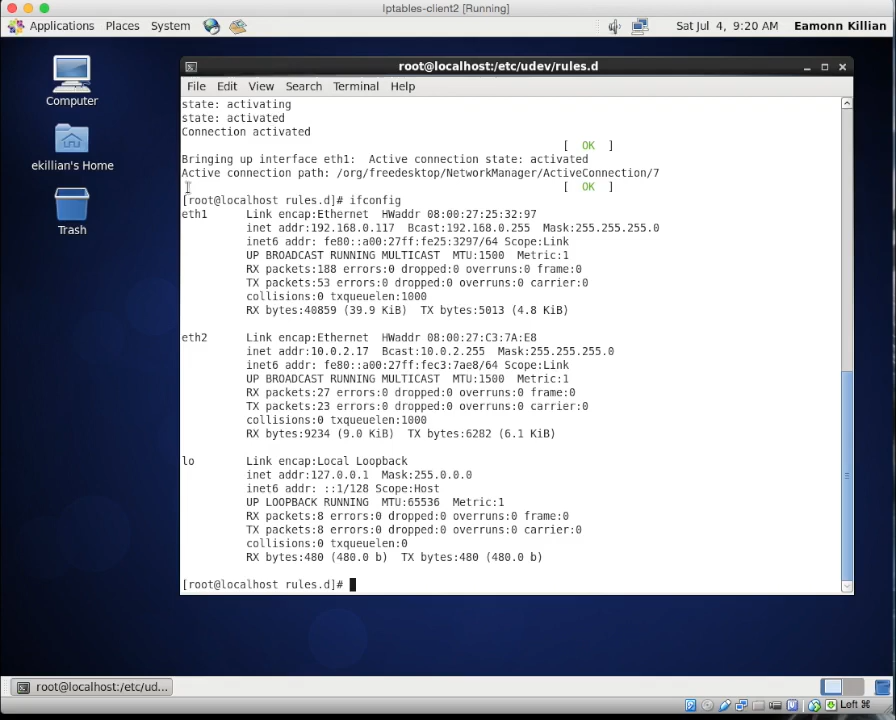 Iptables-client2 [Running]
Applications Places System Sat Jul 4, 9:20 AM Eamonn Killian
root@localhost:/etc/udev/rules.d
File Edit View Search Terminal Help
Computer
ekillian's Home
Trash
state: activating
state: activated
Connection activated
[ OK ]
Bringing up interface eth1: Active connection state: activated
Active connection path: /org/freedesktop/NetworkManager/ActiveConnection/7
[ OK ]
[root@localhost rules.d]# ifconfig
eth1 Link encap:Ethernet HWaddr 08:00:27:25:32:97
inet addr:192.168.0.117 Bcast:192.168.0.255 Mask:255.255.255.0
inet6 addr: fe80::a00:27ff:fe25:3297/64 Scope:Link
UP BROADCAST RUNNING MULTICAST MTU:1500 Metric:1
RX packets:188 errors:0 dropped:0 overruns:0 frame:0
TX packets:53 errors:0 dropped:0 overruns:0 carrier:0
collisions:0 txqueuelen:1000
RX bytes:40859 (39.9 KiB) TX bytes:5013 (4.8 KiB)
eth2 Link encap:Ethernet HWaddr 08:00:27:C3:7A:E8
inet addr:10.0.2.17 Bcast:10.0.2.255 Mask:255.255.255.0
inet6 addr: fe80::a00:27ff:fec3:7ae8/64 Scope:Link
UP BROADCAST RUNNING MULTICAST MTU:1500 Metric:1
RX packets:27 errors:0 dropped:0 overruns:0 frame:0
TX packets:23 errors:0 dropped:0 overruns:0 carrier:0
collisions:0 txqueuelen:1000
RX bytes:9234 (9.0 KiB) TX bytes:6282 (6.1 KiB)
lo Link encap:Local Loopback
inet addr:127.0.0.1 Mask:255.0.0.0
inet6 addr: ::1/128 Scope:Host
UP LOOPBACK RUNNING MTU:65536 Metric:1
RX packets:8 errors:0 dropped:0 overruns:0 frame:0
TX packets:8 errors:0 dropped:0 overruns:0 carrier:0
collisions:0 txqueuelen:0
RX bytes:480 (480.0 b) TX bytes:480 (480.0 b)
[root@localhost rules.d]#
root@localhost:/etc/ud...
Left ⌘